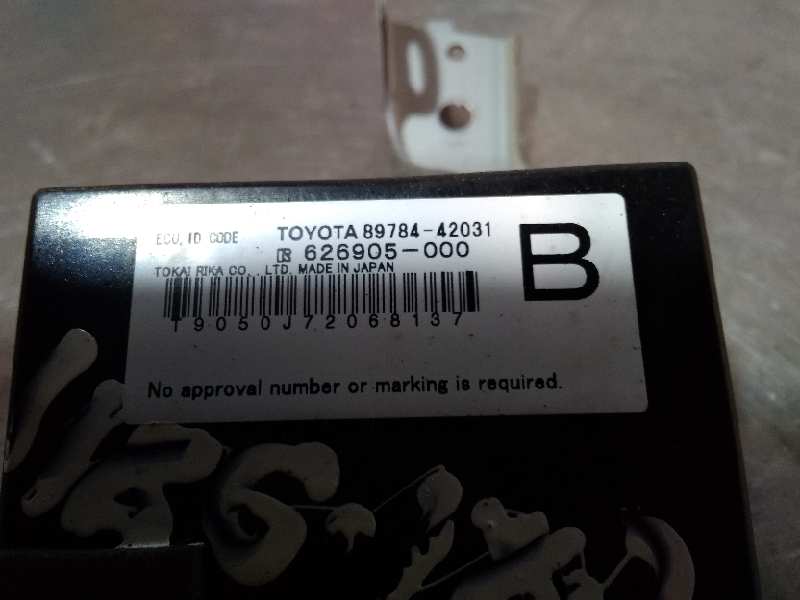 ECU, ID CODE TOYOTA 89784-42031
626905-000
B
TOKAI RIKA CO., LTD. MADE IN JAPAN
T9050J72068137
No approval number or marking is required.